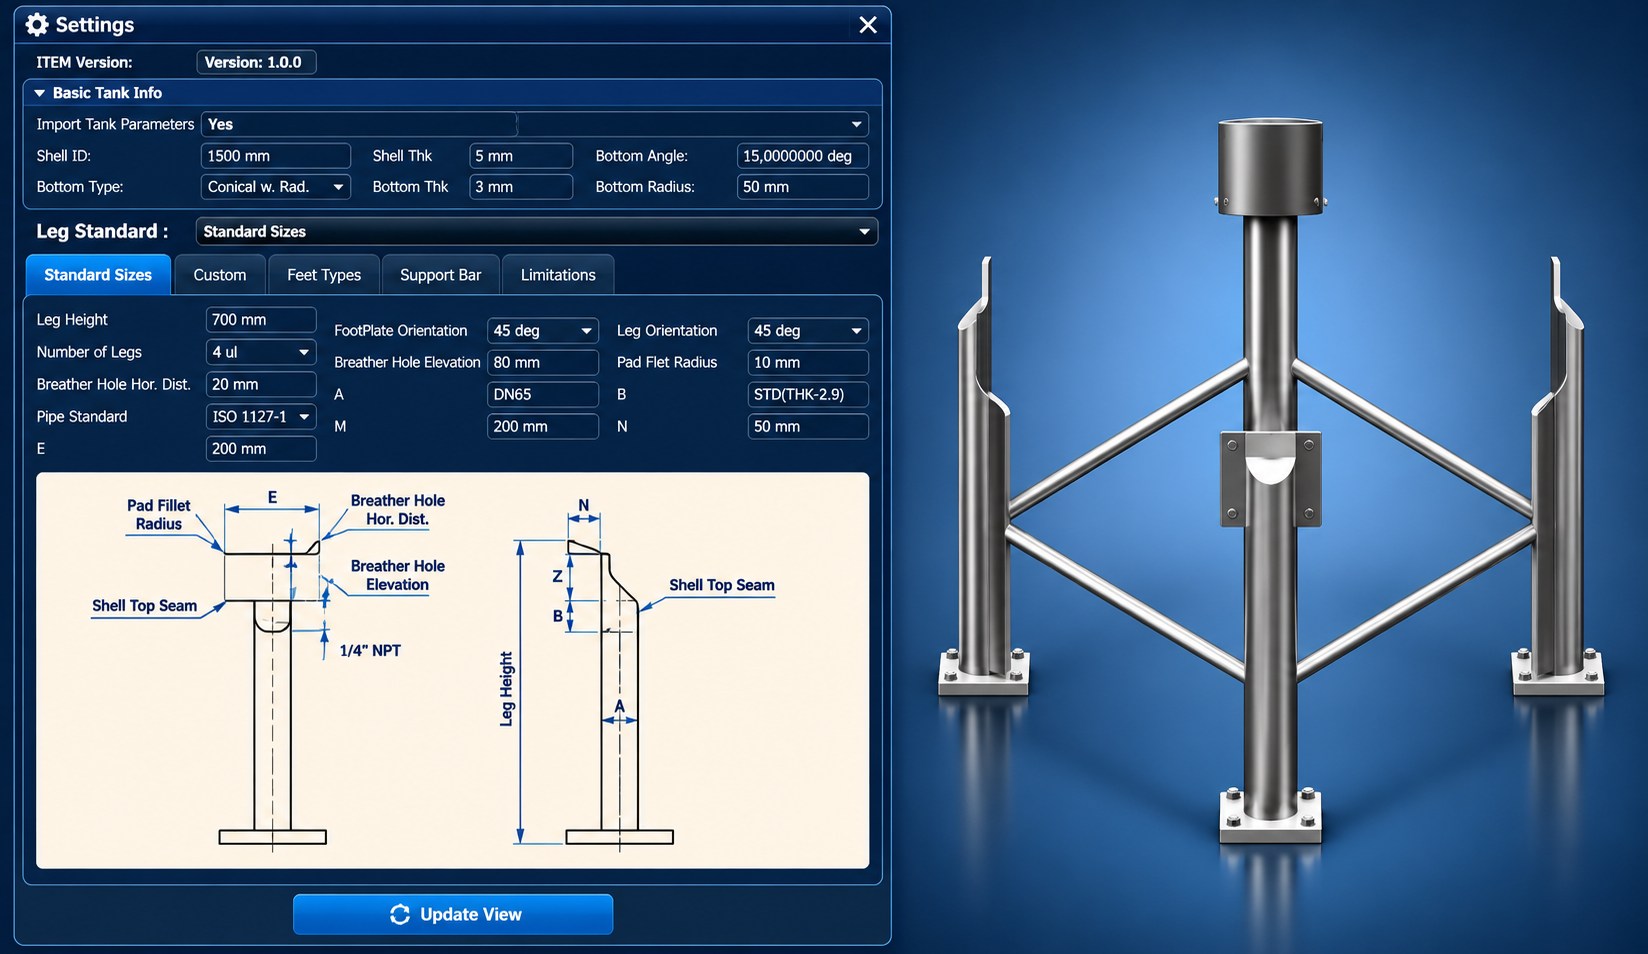 Settings
ITEM Version: Version: 1.0.0
Basic Tank Info
Import Tank Parameters Yes
Shell ID: 1500 mm Shell Thk 5 mm Bottom Angle: 15,0000000 deg
Bottom Type: Conical w. Rad. Bottom Thk 3 mm Bottom Radius: 50 mm
Leg Standard : Standard Sizes
Standard Sizes Custom Feet Types Support Bar Limitations
Leg Height 700 mm
FootPlate Orientation 45 deg Leg Orientation 45 deg
Number of Legs 4 ul
Breather Hole Elevation 80 mm Pad Flet Radius 10 mm
Breather Hole Hor. Dist. 20 mm
A DN65 B STD(THK-2.9)
Pipe Standard ISO 1127-1
M 200 mm N 50 mm
E 200 mm
Pad Fillet
Radius
E
Breather Hole
Hor. Dist.
Breather Hole
Elevation
Shell Top Seam
1/4" NPT
N
Z
B
Shell Top Seam
Leg Height
A
Update View